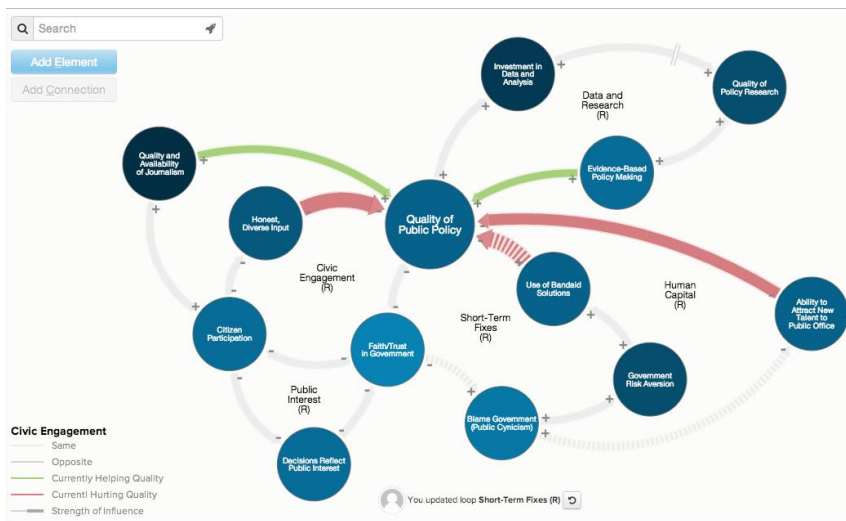 Search
Add Element
Add Connection
Investment in
Data and
Analysis
Quality of
Policy Research
Data and
Research
(R)
Quality and
Availability
of Journalism
Evidence-Based
Policy Making
Honest,
Diverse Input
Quality of
Public Policy
Civic
Engagement
(R)
Use of Bandaid
Solutions
Human
Capital
(R)
Ability to
Attract New
Talent to
Public Office
Short-Term
Fixes
(R)
Citizen
Participation
Faith/Trust
in Government
Government
Risk Aversion
Public
Interest
(R)
Blame Government
(Public Cynicism)
Decisions Reflect
Public Interest
Civic Engagement
Same
Opposite
Currently Helping Quality
Currentl Hurting Quality
Strength of Influence
You updated loop Short-Term Fixes (R)